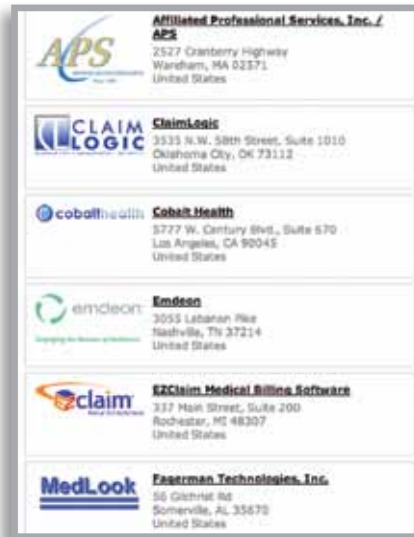 APS
Affiliated Professional Services, Inc. /
APS
2527 Cranberry Highway
Wareham, MA 02571
United States
CLAIM
LOGIC
ClaimLogic
3535 N.W. 58th Street, Suite 1010
Oklahoma City, OK 73112
United States
cobalthealth
Cobalt Health
5777 W. Century Blvd., Suite 670
Los Angeles, CA 90045
United States
emdeon
Emdeon
3055 Lebanon Pike
Nashville, TN 37214
United States
ezclaim
EZClaim Medical Billing Software
337 Main Street, Suite 200
Rochester, MI 48307
United States
MedLook
Fagerman Technologies, Inc.
56 Gilchrist Rd
Somerville, AL 35670
United States